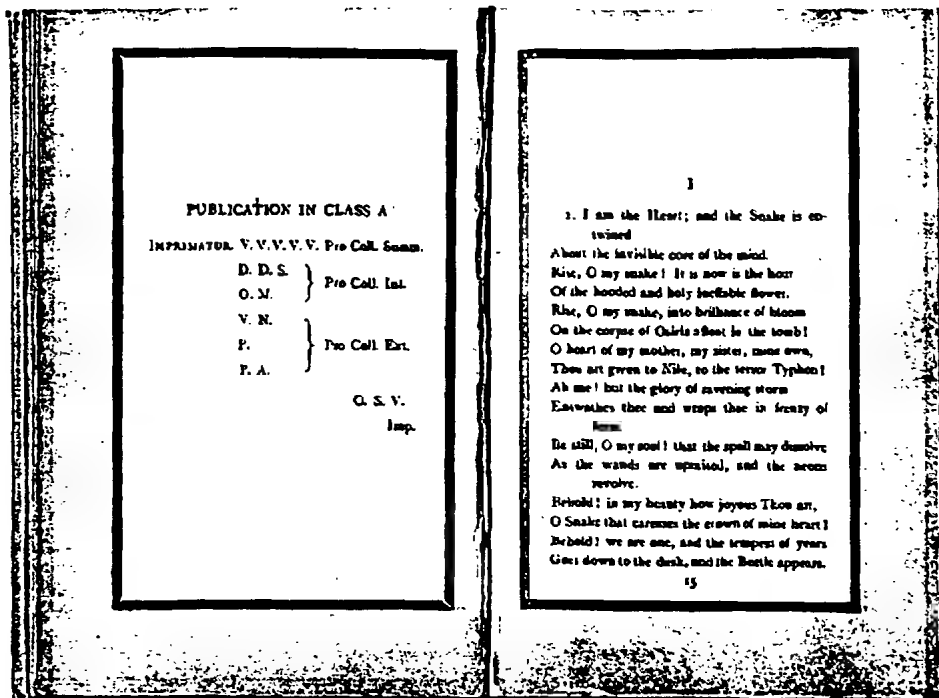 PUBLICATION IN CLASS A
IMPRIMATUR. V.V.V.V.V. Pro Coll. Summ.
D. D. S.
O. M.
Pro Coll. Int.
V. N.
P.
P. A.
Pro Coll. Ext.
O. S. V.
Imp.
I
1. I am the Heart; and the Snake is en-
twined
About the invisible core of the mind.
Rise, O my snake! It is now is the hour
Of the hooded and holy ineffable flower.
Rise, O my snake, into brilliance of bloom
On the corpse of Osiris afloat in the tomb!
O heart of my mother, my sister, mine own,
Thou art given to Nile, to the terror Typhon!
Ah me! but the glory of ravening storm
Enswathes thee and wraps thee in frenzy of
Be still, O my soul! that the spell may dissolve
As the wands are upraised, and the aeons
revolve.
Behold! in my beauty how joyous Thou art,
O Snake that caresses the crown of mine heart!
Behold! we are one, and the tempest of years
Goes down to the dusk, and the Beetle appears.
15